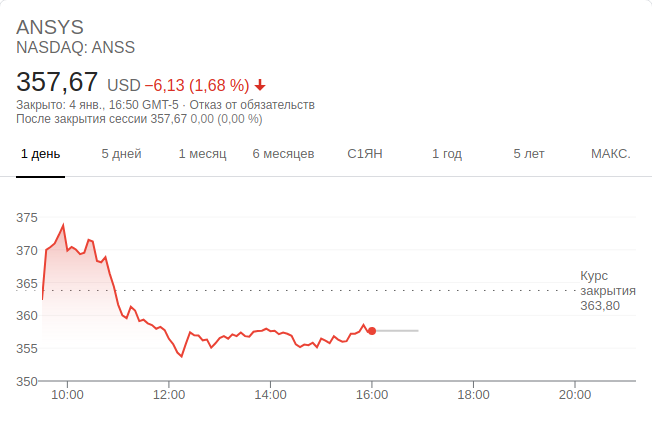 ANSYS
NASDAQ: ANSS
357,67 USD −6,13 (1,68 %)
Закрыто: 4 янв., 16:50 GMT-5 · Отказ от обязательств
После закрытия сессии 357,67 0,00 (0,00 %)
1 день 5 дней 1 месяц 6 месяцев С1ЯН 1 год 5 лет МАКС.
375
370
365
360
355
350
Курс
закрытия
363,80
10:00 12:00 14:00 16:00 18:00 20:00